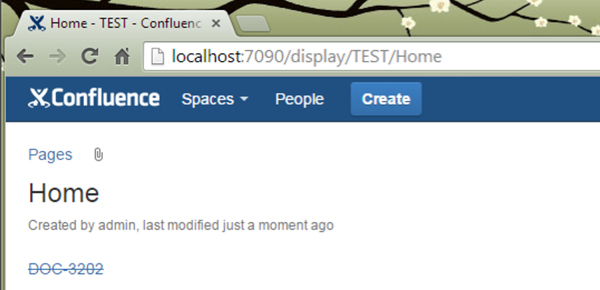 Home - TEST - Confluenc
localhost:7090/display/TEST/Home
Confluence Spaces People Create
Pages
Home
Created by admin, last modified just a moment ago
DOC-3202